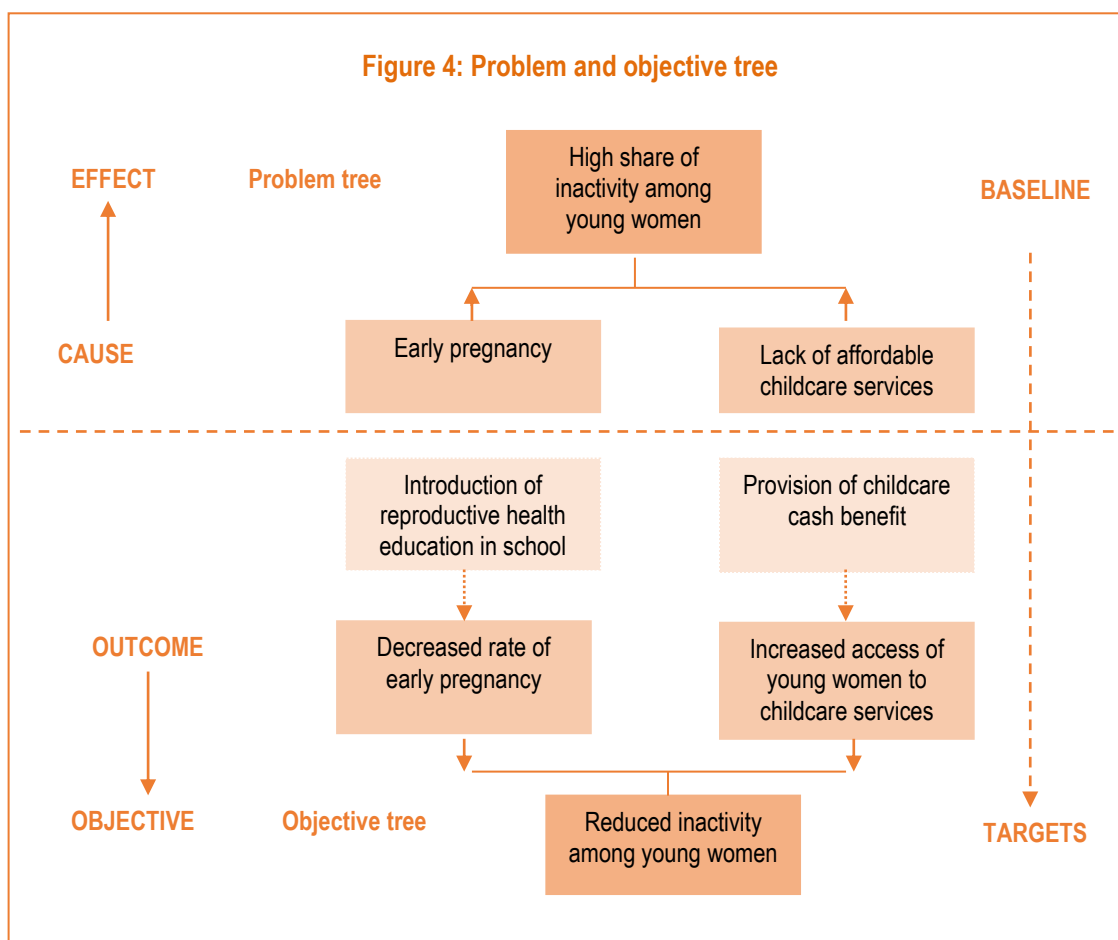 Figure 4: Problem and objective tree
EFFECT
Problem tree
High share of
inactivity among
young women
BASELINE
CAUSE
Early pregnancy
Lack of affordable
childcare services
Introduction of
reproductive health
education in school
Provision of childcare
cash benefit
OUTCOME
Decreased rate of
early pregnancy
Increased access of
young women to
childcare services
OBJECTIVE
Objective tree
Reduced inactivity
among young women
TARGETS